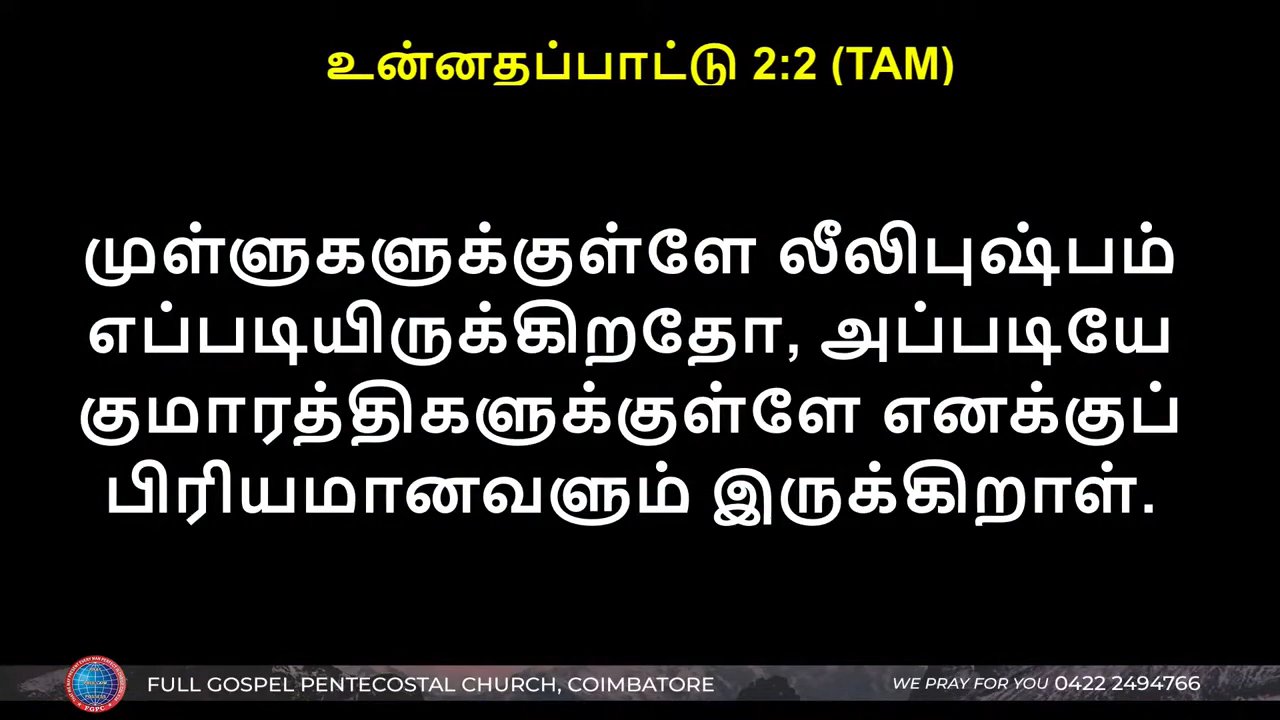 உன்னதப்பாட்டு 2:2 (TAM)
முள்ளுகளுக்குள்ளே லீலிபுஷ்பம்
எப்படியிருக்கிறதோ, அப்படியே
குமாரத்திகளுக்குள்ளே எனக்குப்
பிரியமானவளும் இருக்கிறாள்.
FULL GOSPEL PENTECOSTAL CHURCH, COIMBATORE
WE PRAY FOR YOU 0422 2494766
FGPC